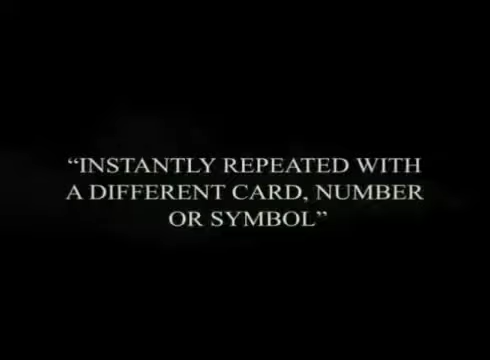 “INSTANTLY REPEATED WITH
A DIFFERENT CARD, NUMBER
OR SYMBOL”